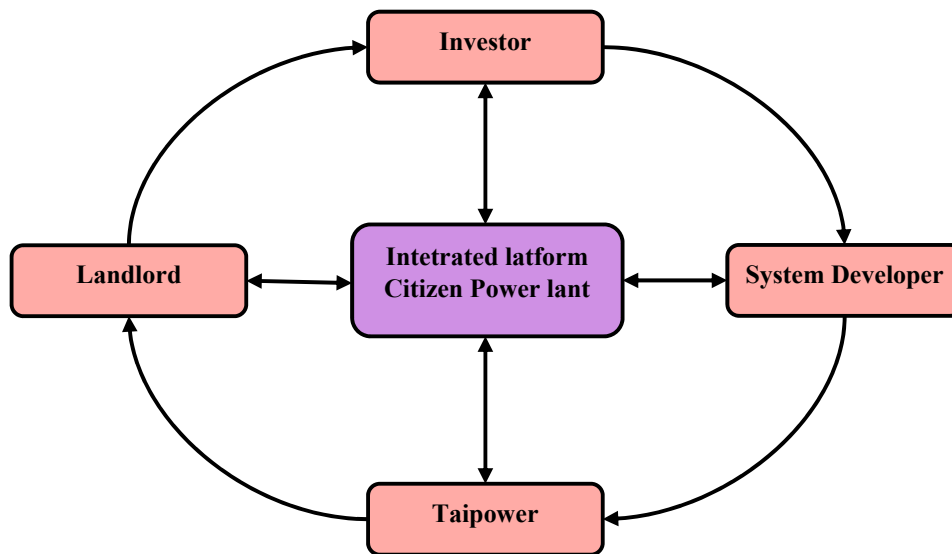 Investor
Landlord
Intetrated latform
Citizen Power lant
System Developer
Taipower